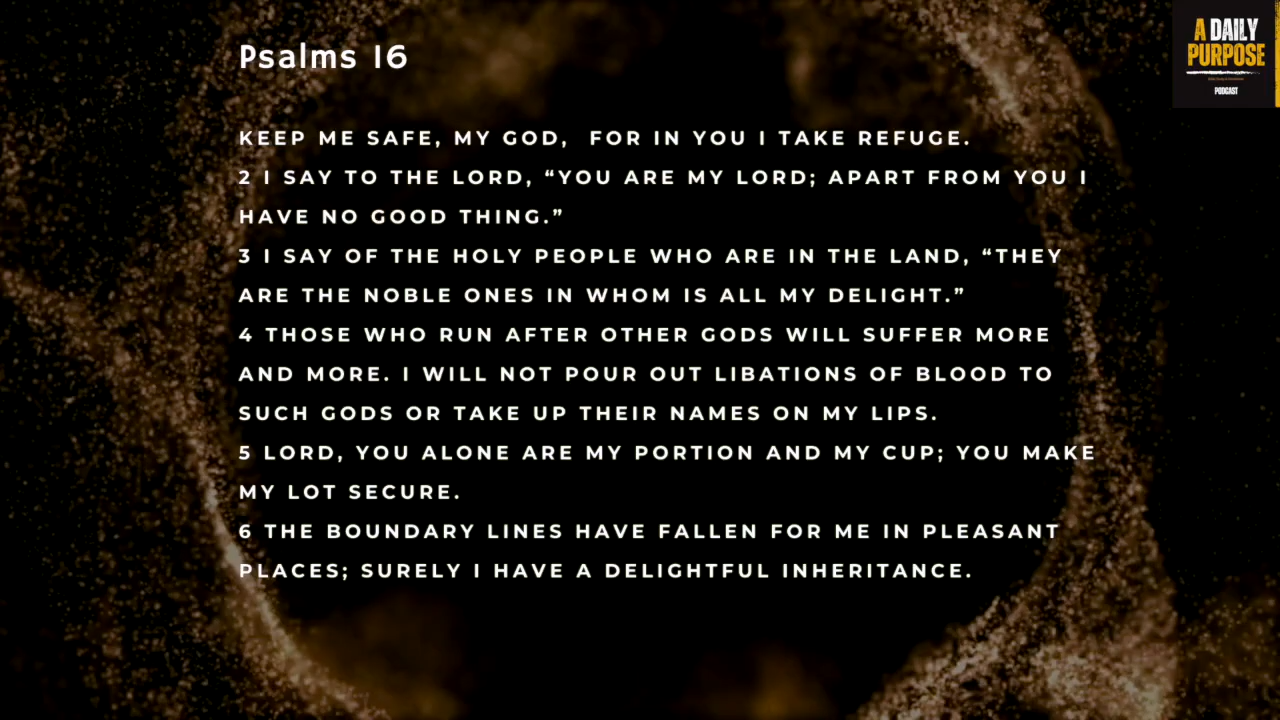 Psalms 16
A DAILY
PURPOSE
PODCAST
KEEP ME SAFE, MY GOD,  FOR IN YOU I TAKE REFUGE.
2 I SAY TO THE LORD, “YOU ARE MY LORD; APART FROM YOU I
HAVE NO GOOD THING.”
3 I SAY OF THE HOLY PEOPLE WHO ARE IN THE LAND, “THEY
ARE THE NOBLE ONES IN WHOM IS ALL MY DELIGHT.”
4 THOSE WHO RUN AFTER OTHER GODS WILL SUFFER MORE
AND MORE. I WILL NOT POUR OUT LIBATIONS OF BLOOD TO
SUCH GODS OR TAKE UP THEIR NAMES ON MY LIPS.
5 LORD, YOU ALONE ARE MY PORTION AND MY CUP; YOU MAKE
MY LOT SECURE.
6 THE BOUNDARY LINES HAVE FALLEN FOR ME IN PLEASANT
PLACES; SURELY I HAVE A DELIGHTFUL INHERITANCE.